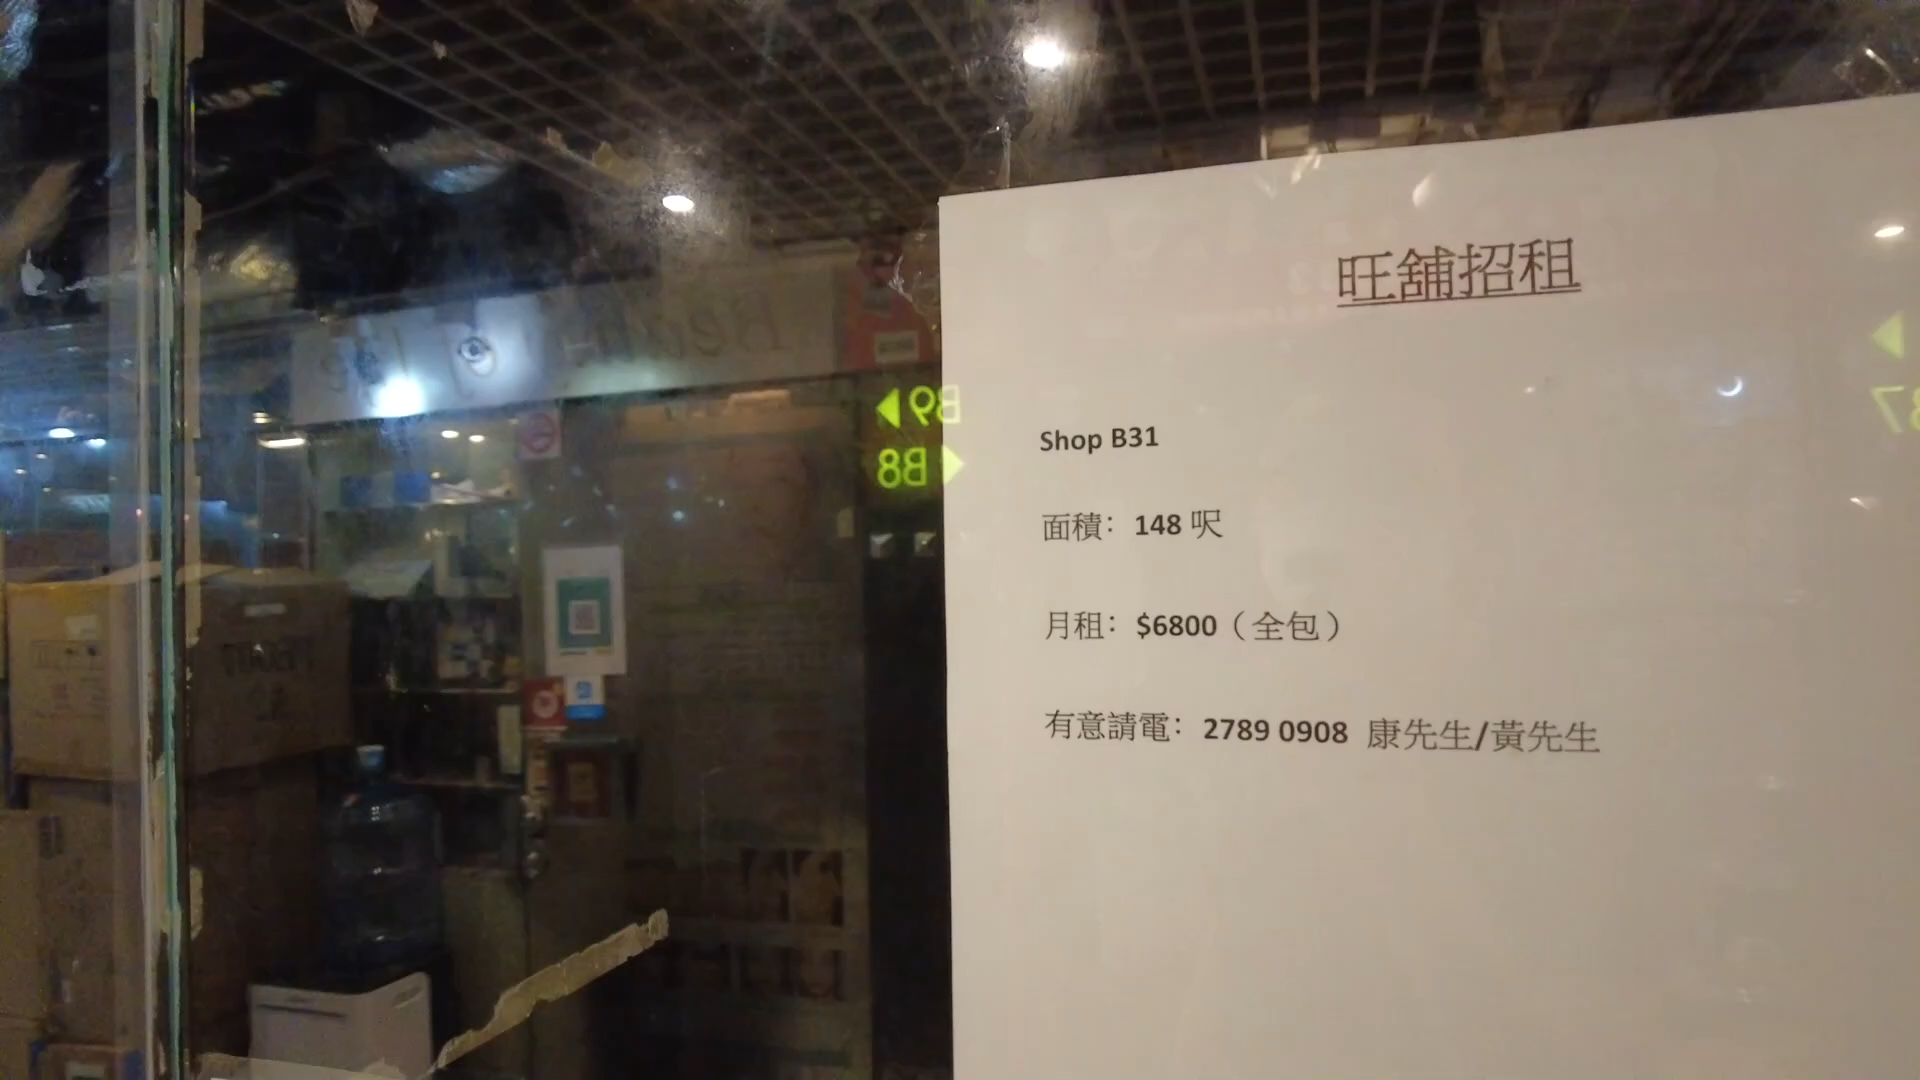 旺舖招租
Shop B31
面積：148 呎
月租：$6800（全包）
有意請電：2789 0908 康先生/黃先生
◀ B9
B8 ▶